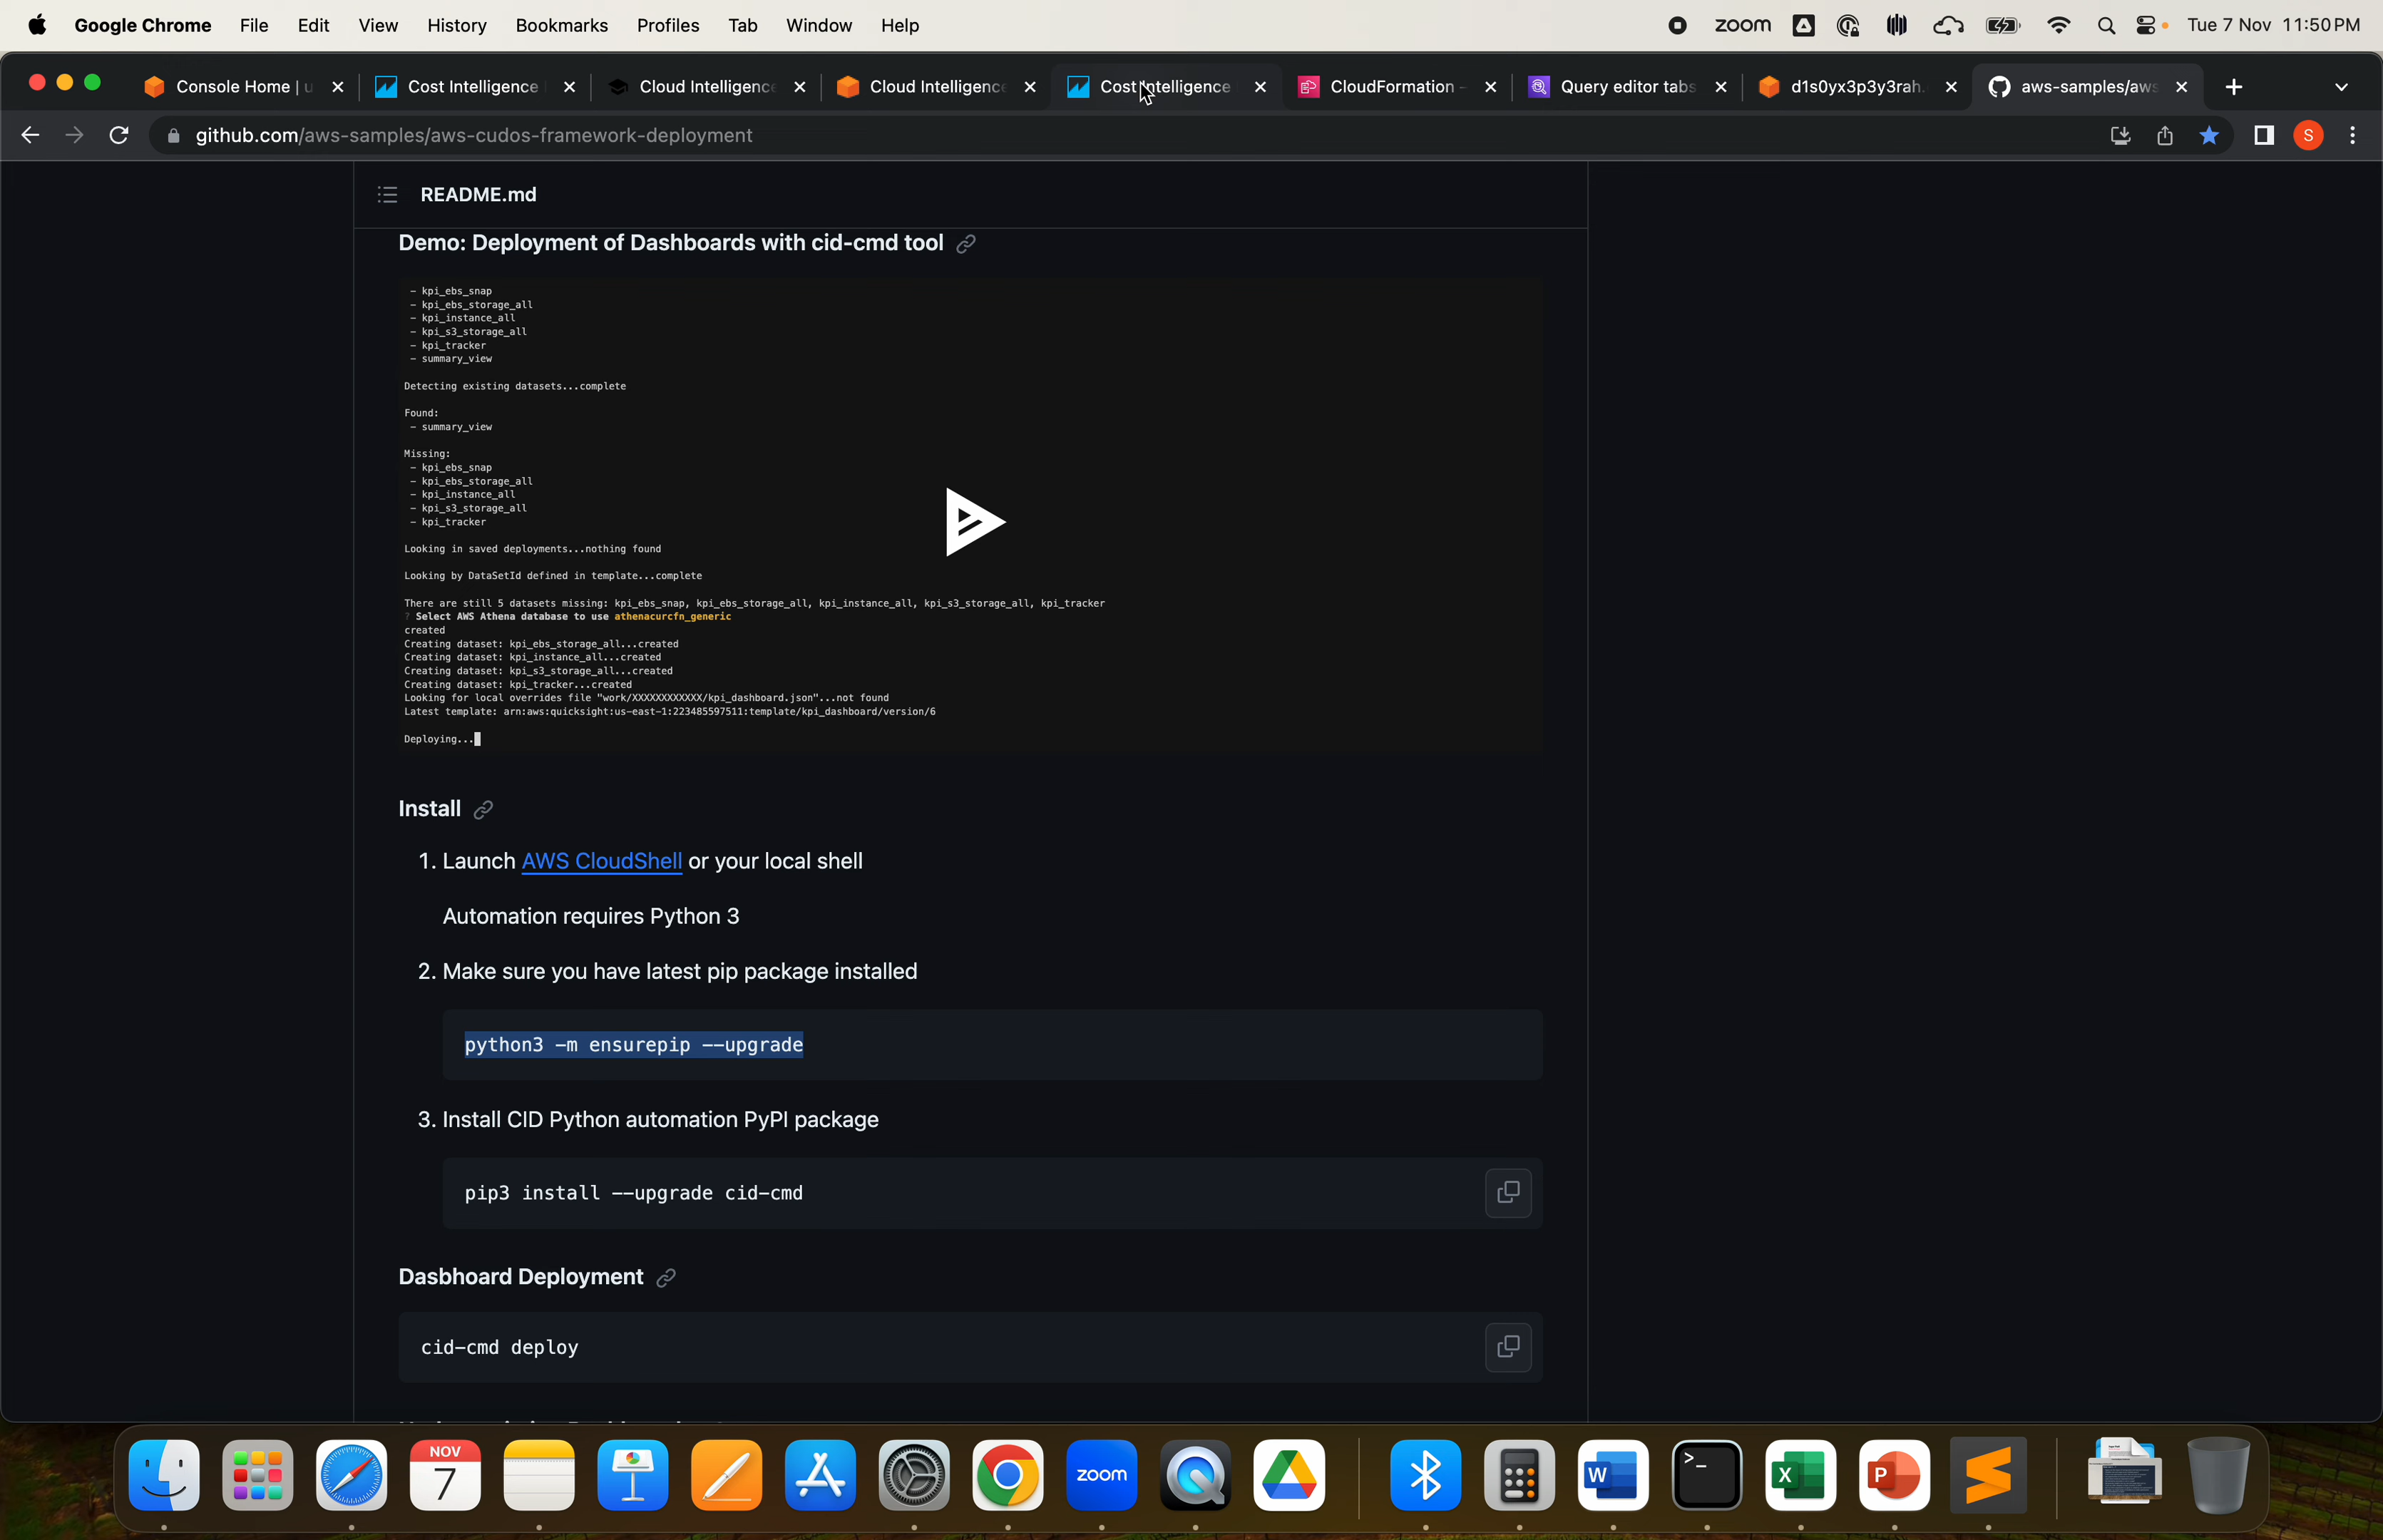 Google Chrome File Edit View History Bookmarks Profiles Tab Window Help zoom Tue 7 Nov 11:50 PM
Console Home | u Cost Intelligence Cloud Intelligence Cloud Intelligence Cost Intelligence CloudFormation - Query editor tabs d1s0yx3p3y3rah. aws-samples/aws
github.com/aws-samples/aws-cudos-framework-deployment S
README.md
Demo: Deployment of Dashboards with cid-cmd tool
- kpi_ebs_snap
- kpi_ebs_storage_all
- kpi_instance_all
- kpi_s3_storage_all
- kpi_tracker
- summary_view
Detecting existing datasets...complete
Found:
- summary_view
Missing:
- kpi_ebs_snap
- kpi_ebs_storage_all
- kpi_instance_all
- kpi_s3_storage_all
- kpi_tracker
Looking in saved deployments...nothing found
Looking by DataSetId defined in template...complete
There are still 5 datasets missing: kpi_ebs_snap, kpi_ebs_storage_all, kpi_instance_all, kpi_s3_storage_all, kpi_tracker
? Select AWS Athena database to use athenacurcfn_generic
created
Creating dataset: kpi_ebs_storage_all...created
Creating dataset: kpi_instance_all...created
Creating dataset: kpi_s3_storage_all...created
Creating dataset: kpi_tracker...created
Looking for local overrides file "work/XXXXXXXXXXXX/kpi_dashboard.json"...not found
Latest template: arn:aws:quicksight:us-east-1:223485597511:template/kpi_dashboard/version/6
Deploying...
Install
1. Launch AWS CloudShell or your local shell
Automation requires Python 3
2. Make sure you have latest pip package installed
python3 -m ensurepip --upgrade
3. Install CID Python automation PyPI package
pip3 install --upgrade cid-cmd
Dasbhoard Deployment
cid-cmd deploy
NOV
7
zoom
W
>_
X
P